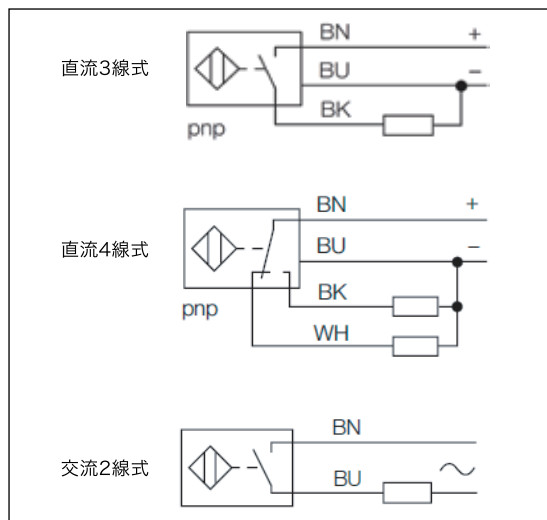 BN +
直流3線式
BU −
BK
pnp
BN +
直流4線式
BU −
BK
pnp
WH
BN
交流2線式
BU